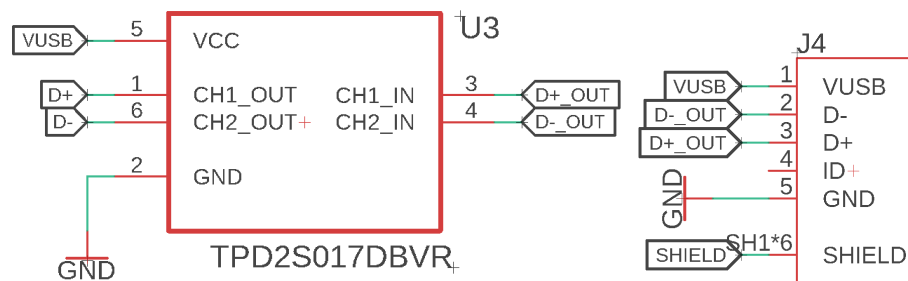 U3
VUSB 5 VCC
D+ 1 CH1_OUT CH1_IN 3 D+_OUT
D- 6 CH2_OUT CH2_IN 4 D-_OUT
2 GND
GND
TPD2S017DBVR
J4
VUSB 1 VUSB
D-_OUT 2 D-
D+_OUT 3 D+
4 ID
GND 5 GND
SHIELD SH1*6 SHIELD